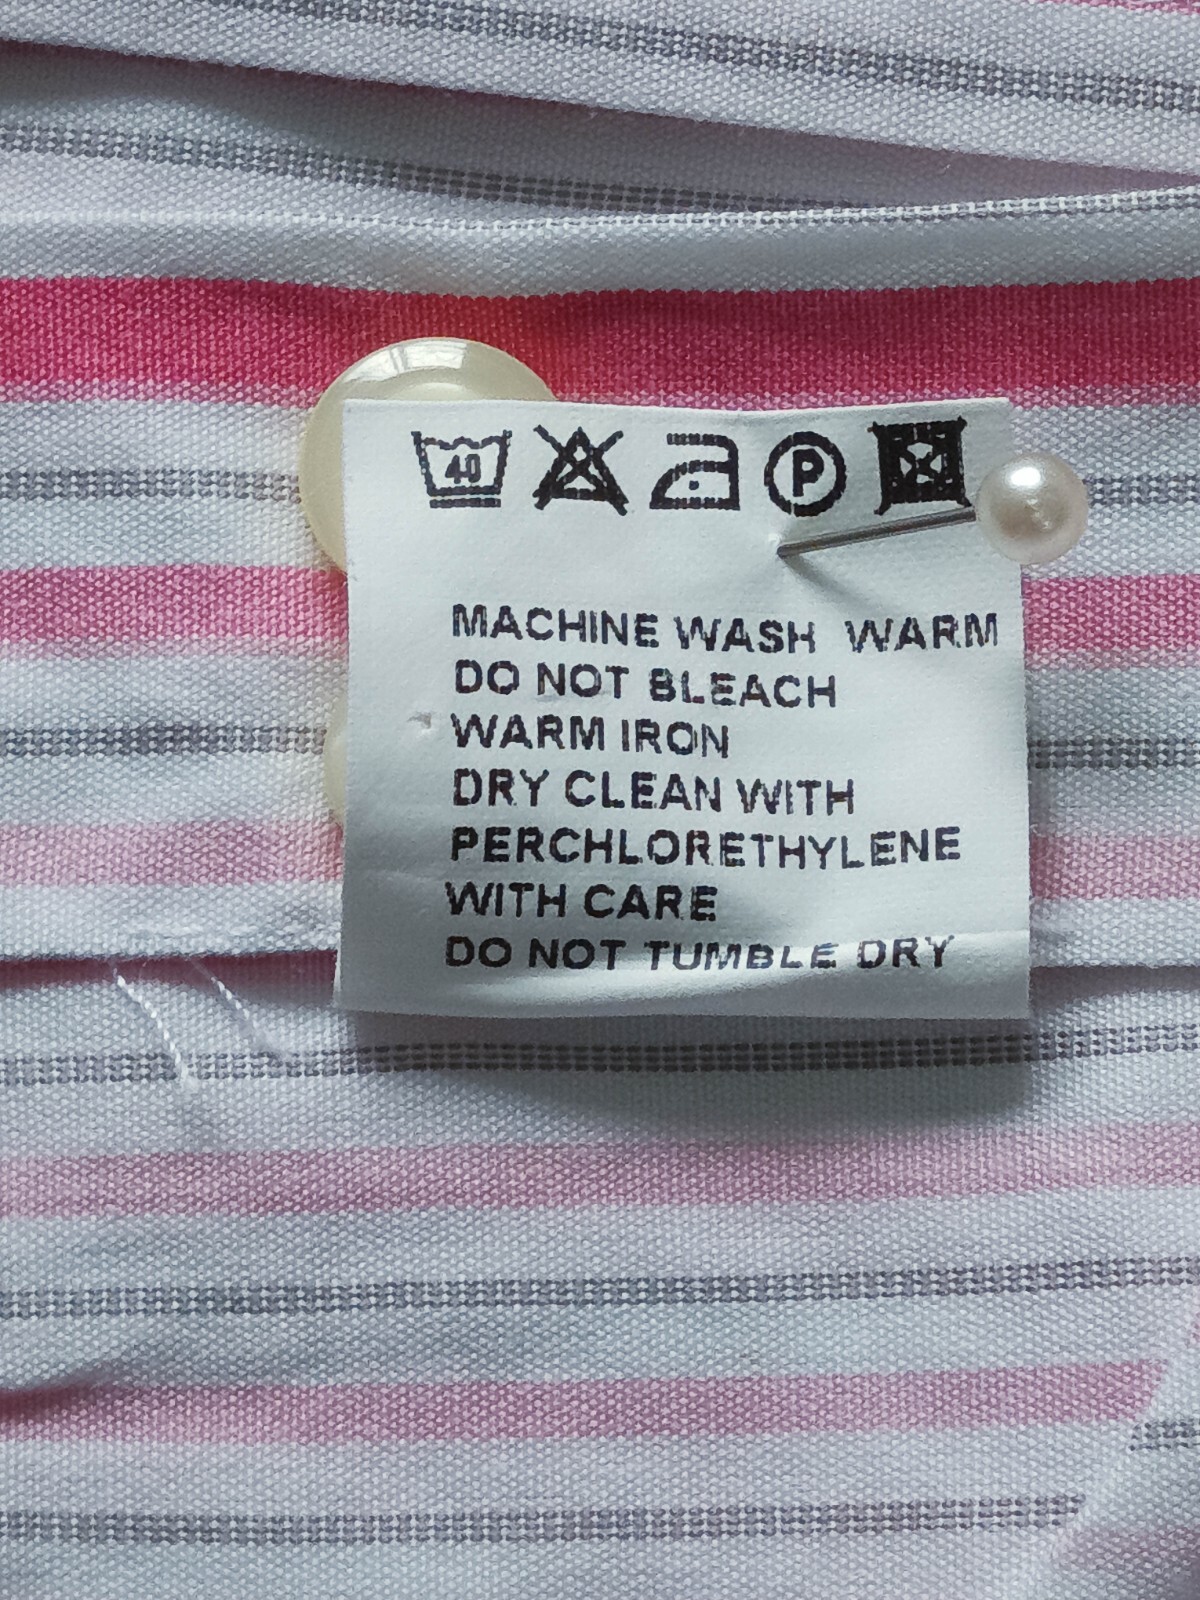 40 P
MACHINE WASH WARM
DO NOT BLEACH
WARM IRON
DRY CLEAN WITH
PERCHLORETHYLENE
WITH CARE
DO NOT TUMBLE DRY